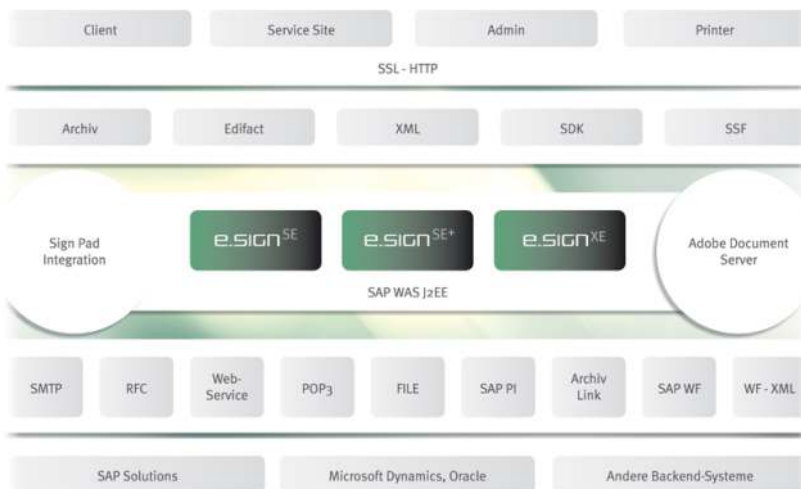 Client
Service Site
Admin
Printer
SSL - HTTP
Archiv
Edifact
XML
SDK
SSF
Sign Pad
Integration
e.sign SE
e.sign SE+
e.sign XE
Adobe Document
Server
SAP WAS J2EE
SMTP
RFC
Web-
Service
POP3
FILE
SAP PI
Archiv
Link
SAP WF
WF - XML
SAP Solutions
Microsoft Dynamics, Oracle
Andere Backend-Systeme